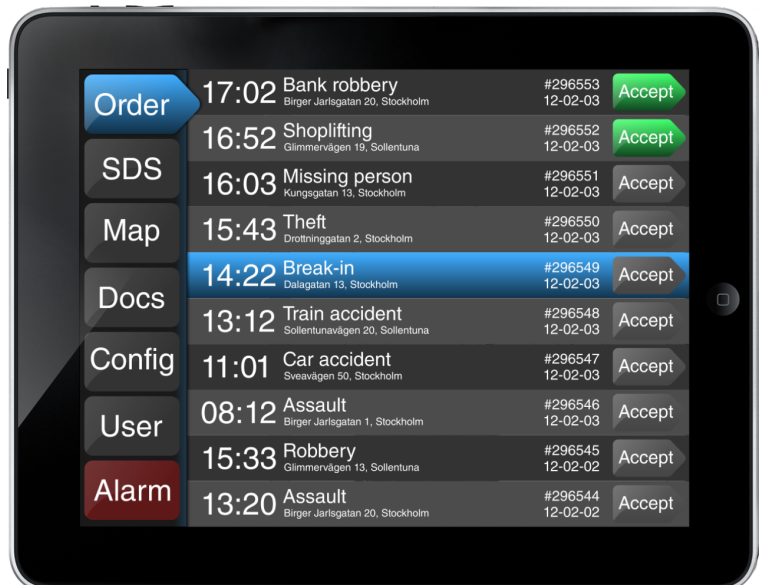 Order
SDS
Map
Docs
Config
User
Alarm
17:02 Bank robbery #296553 Accept
Birger Jarlsgatan 20, Stockholm 12-02-03
16:52 Shoplifting #296552 Accept
Glimmervägen 19, Sollentuna 12-02-03
16:03 Missing person #296551 Accept
Kungsgatan 13, Stockholm 12-02-03
15:43 Theft #296550 Accept
Drottninggatan 2, Stockholm 12-02-03
14:22 Break-in #296549 Accept
Dalagatan 13, Stockholm 12-02-03
13:12 Train accident #296548 Accept
Sollentunavägen 20, Sollentuna 12-02-03
11:01 Car accident #296547 Accept
Sveavägen 50, Stockholm 12-02-03
08:12 Assault #296546 Accept
Birger Jarlsgatan 1, Stockholm 12-02-03
15:33 Robbery #296545 Accept
Glimmervägen 13, Sollentuna 12-02-02
13:20 Assault #296544 Accept
Birger Jarlsgatan 20, Stockholm 12-02-02